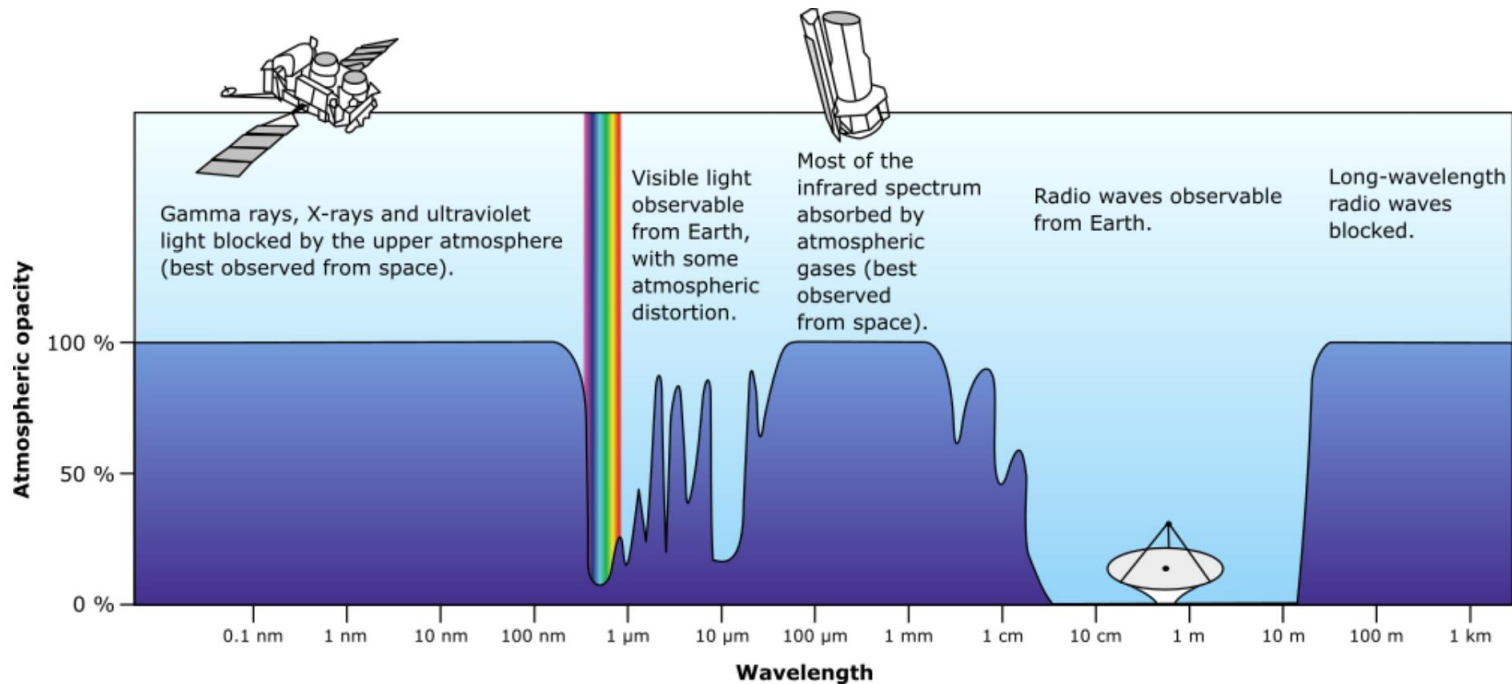 Gamma rays, X-rays and ultraviolet
light blocked by the upper atmosphere
(best observed from space).
Visible light
observable
from Earth,
with some
atmospheric
distortion.
Most of the
infrared spectrum
absorbed by
atmospheric
gases (best
observed
from space).
Radio waves observable
from Earth.
Long-wavelength
radio waves
blocked.
Atmospheric opacity
100 %
50 %
0 %
0.1 nm
1 nm
10 nm
100 nm
1 μm
10 μm
100 μm
1 mm
1 cm
10 cm
1 m
10 m
100 m
1 km
Wavelength